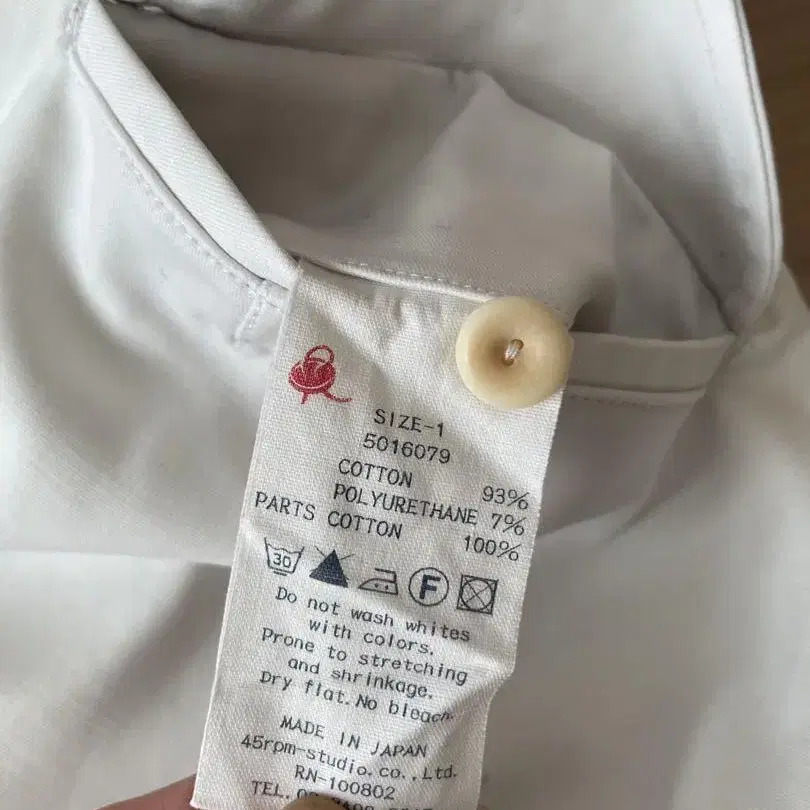 SIZE-1
5016079
COTTON 93%
POLYURETHANE 7%
PARTS COTTON 100%
30 F
Do not wash whites
with colors.
Prone to stretching
and shrinkage.
Dry flat. No bleach.
MADE IN JAPAN
45rpm-studio.co.,Ltd.
RN-100802
TEL.